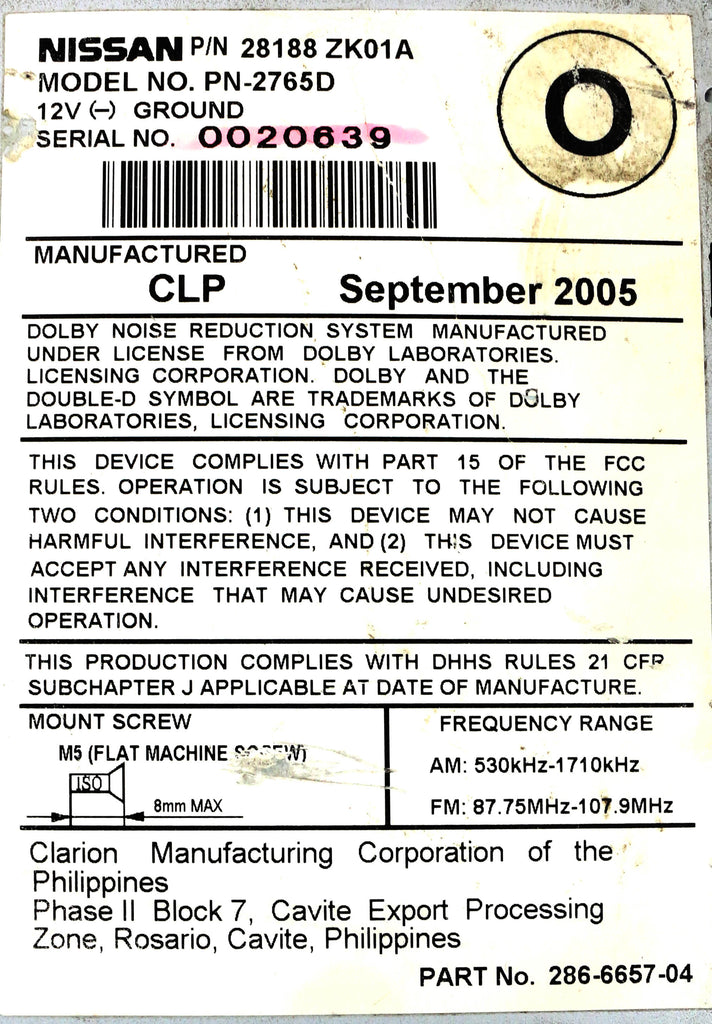 NISSAN P/N 28188 ZK01A
MODEL NO. PN-2765D
12V (-) GROUND
SERIAL NO. 0020639
O
MANUFACTURED
CLP September 2005
DOLBY NOISE REDUCTION SYSTEM MANUFACTURED
UNDER LICENSE FROM DOLBY LABORATORIES.
LICENSING CORPORATION. DOLBY AND THE
DOUBLE-D SYMBOL ARE TRADEMARKS OF DOLBY
LABORATORIES, LICENSING CORPORATION.
THIS DEVICE COMPLIES WITH PART 15 OF THE FCC
RULES. OPERATION IS SUBJECT TO THE FOLLOWING
TWO CONDITIONS: (1) THIS DEVICE MAY NOT CAUSE
HARMFUL INTERFERENCE, AND (2) THIS DEVICE MUST
ACCEPT ANY INTERFERENCE RECEIVED, INCLUDING
INTERFERENCE THAT MAY CAUSE UNDESIRED
OPERATION.
THIS PRODUCTION COMPLIES WITH DHHS RULES 21 CFR
SUBCHAPTER J APPLICABLE AT DATE OF MANUFACTURE.
MOUNT SCREW
M5 (FLAT MACHINE SCREW)
ISO
8mm MAX
FREQUENCY RANGE
AM: 530kHz-1710kHz
FM: 87.75MHz-107.9MHz
Clarion Manufacturing Corporation of the
Philippines
Phase II Block 7, Cavite Export Processing
Zone, Rosario, Cavite, Philippines
PART No. 286-6657-04